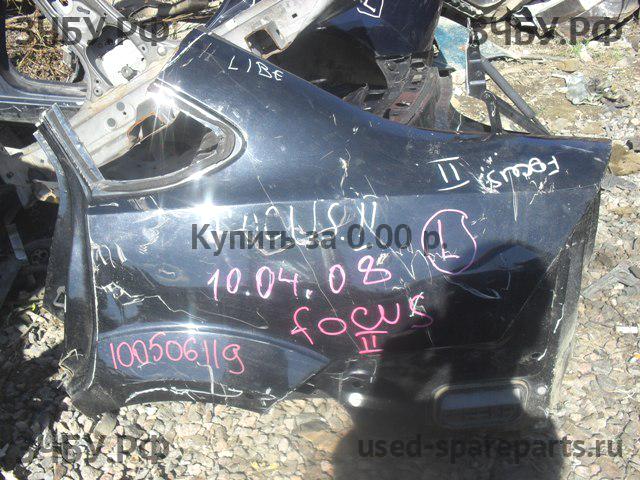 ЗЧБУ.РФ
L
ЗЧБУ.РФ
LIBE
FOCUS
II
Купить за 0.00 р.
L
10.04.08
FOCUS
II
100506119
ЗЧБУ.РФ
used-spareparts.ru